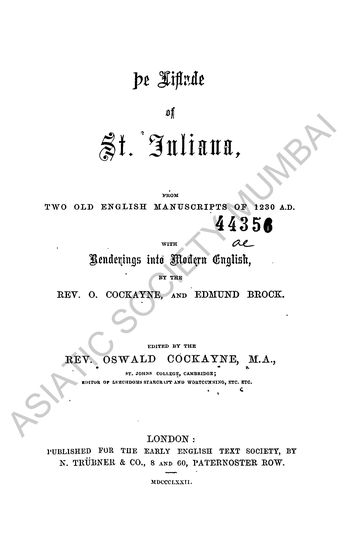 þe Liflade
of
St. Juliana,
FROM
TWO OLD ENGLISH MANUSCRIPTS OF 1230 A.D.
44356
ae
WITH
Renderings into Modern English,
BY THE
REV. O. COCKAYNE, AND EDMUND BROCK.
EDITED BY THE
REV. OSWALD COCKAYNE, M.A.,
ST. JOHNS COLLEGE, CAMBRIDGE;
EDITOR OF LEECHDOMS STARCRAFT AND WORTCUNNING, ETC. ETC.
LONDON:
PUBLISHED FOR THE EARLY ENGLISH TEXT SOCIETY, BY
N. TRÜBNER & CO., 8 AND 60, PATERNOSTER ROW.
MDCCCLXXII.
ASIATIC SOCIETY MUMBAI